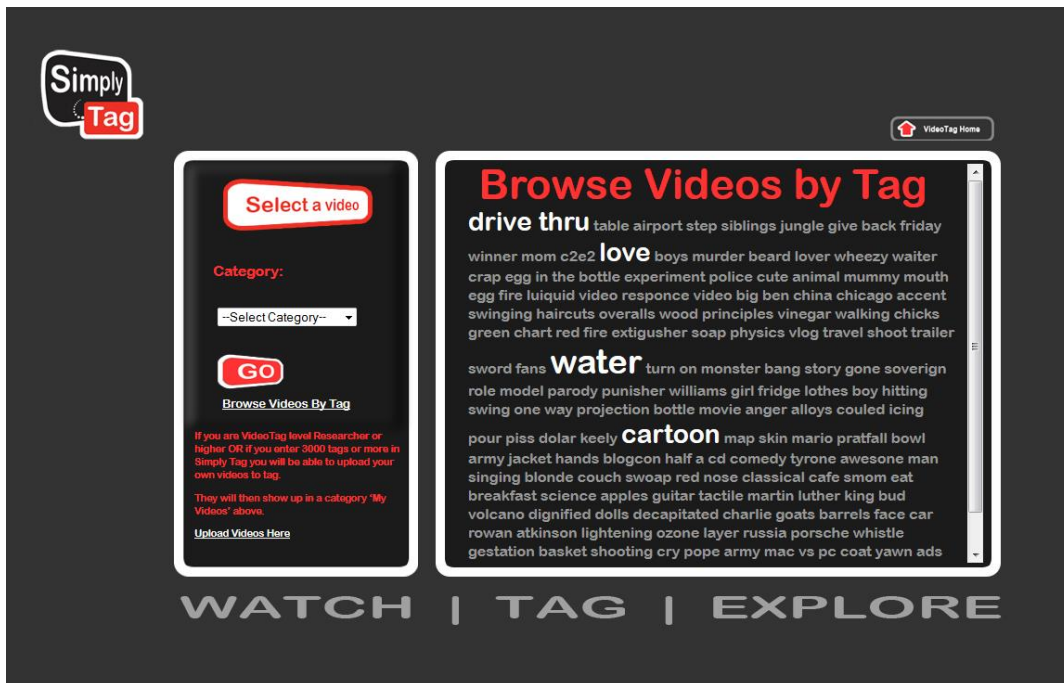 Simply
Tag
VideoTag Home
Select a video
Category:
--Select Category--
GO
Browse Videos By Tag
If you are VideoTag level Researcher or
higher OR if you enter 3000 tags or more in
Simply Tag you will be able to upload your
own videos to tag.
They will then show up in a category 'My
Videos' above.
Upload Videos Here
Browse Videos by Tag
drive thru table airport step siblings jungle give back friday
winner mom c2e2 love boys murder beard lover wheezy waiter
crap egg in the bottle experiment police cute animal mummy mouth
egg fire luiquid video responce video big ben china chicago accent
swinging haircuts overalls wood principles vinegar walking chicks
green chart red fire extigusher soap physics vlog travel shoot trailer
sword fans water turn on monster bang story gone soverign
role model parody punisher williams girl fridge lothes boy hitting
swing one way projection bottle movie anger alloys couled icing
pour piss dolar keely cartoon map skin mario pratfall bowl
army jacket hands blogcon half a cd comedy tyrone awesone man
singing blonde couch swoap red nose classical cafe smom eat
breakfast science apples guitar tactile martin luther king bud
volcano dignified dolls decapitated charlie goats barrels face car
rowan atkinson lightening ozone layer russia porsche whistle
gestation basket shooting cry pope army mac vs pc coat yawn ads
WATCH | TAG | EXPLORE